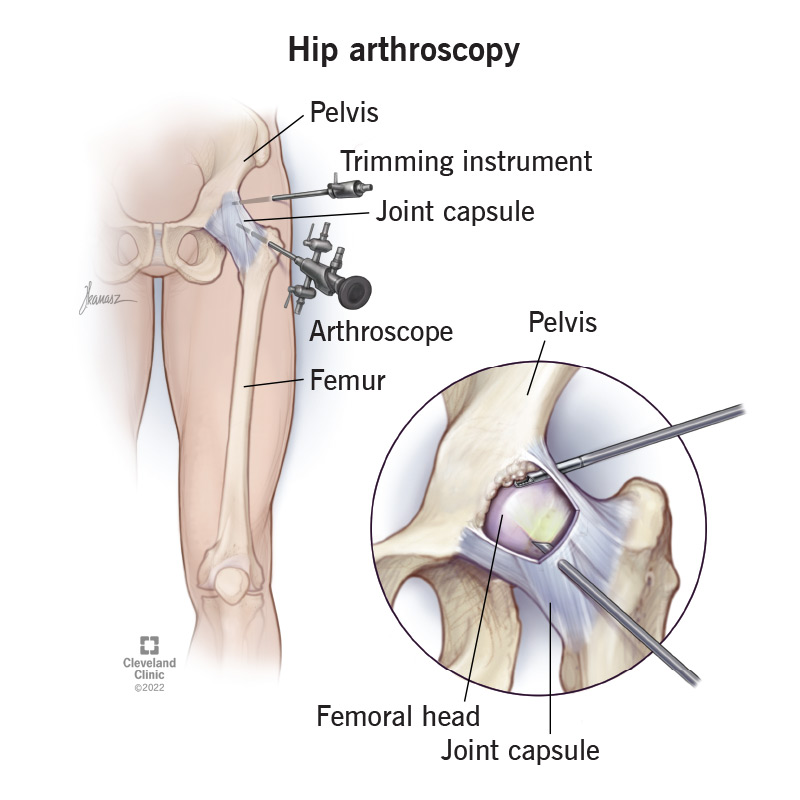 Hip arthroscopy
Pelvis
Trimming instrument
Joint capsule
Arthroscope
Femur
Pelvis
Femoral head
Joint capsule
Cleveland
Clinic
©2022